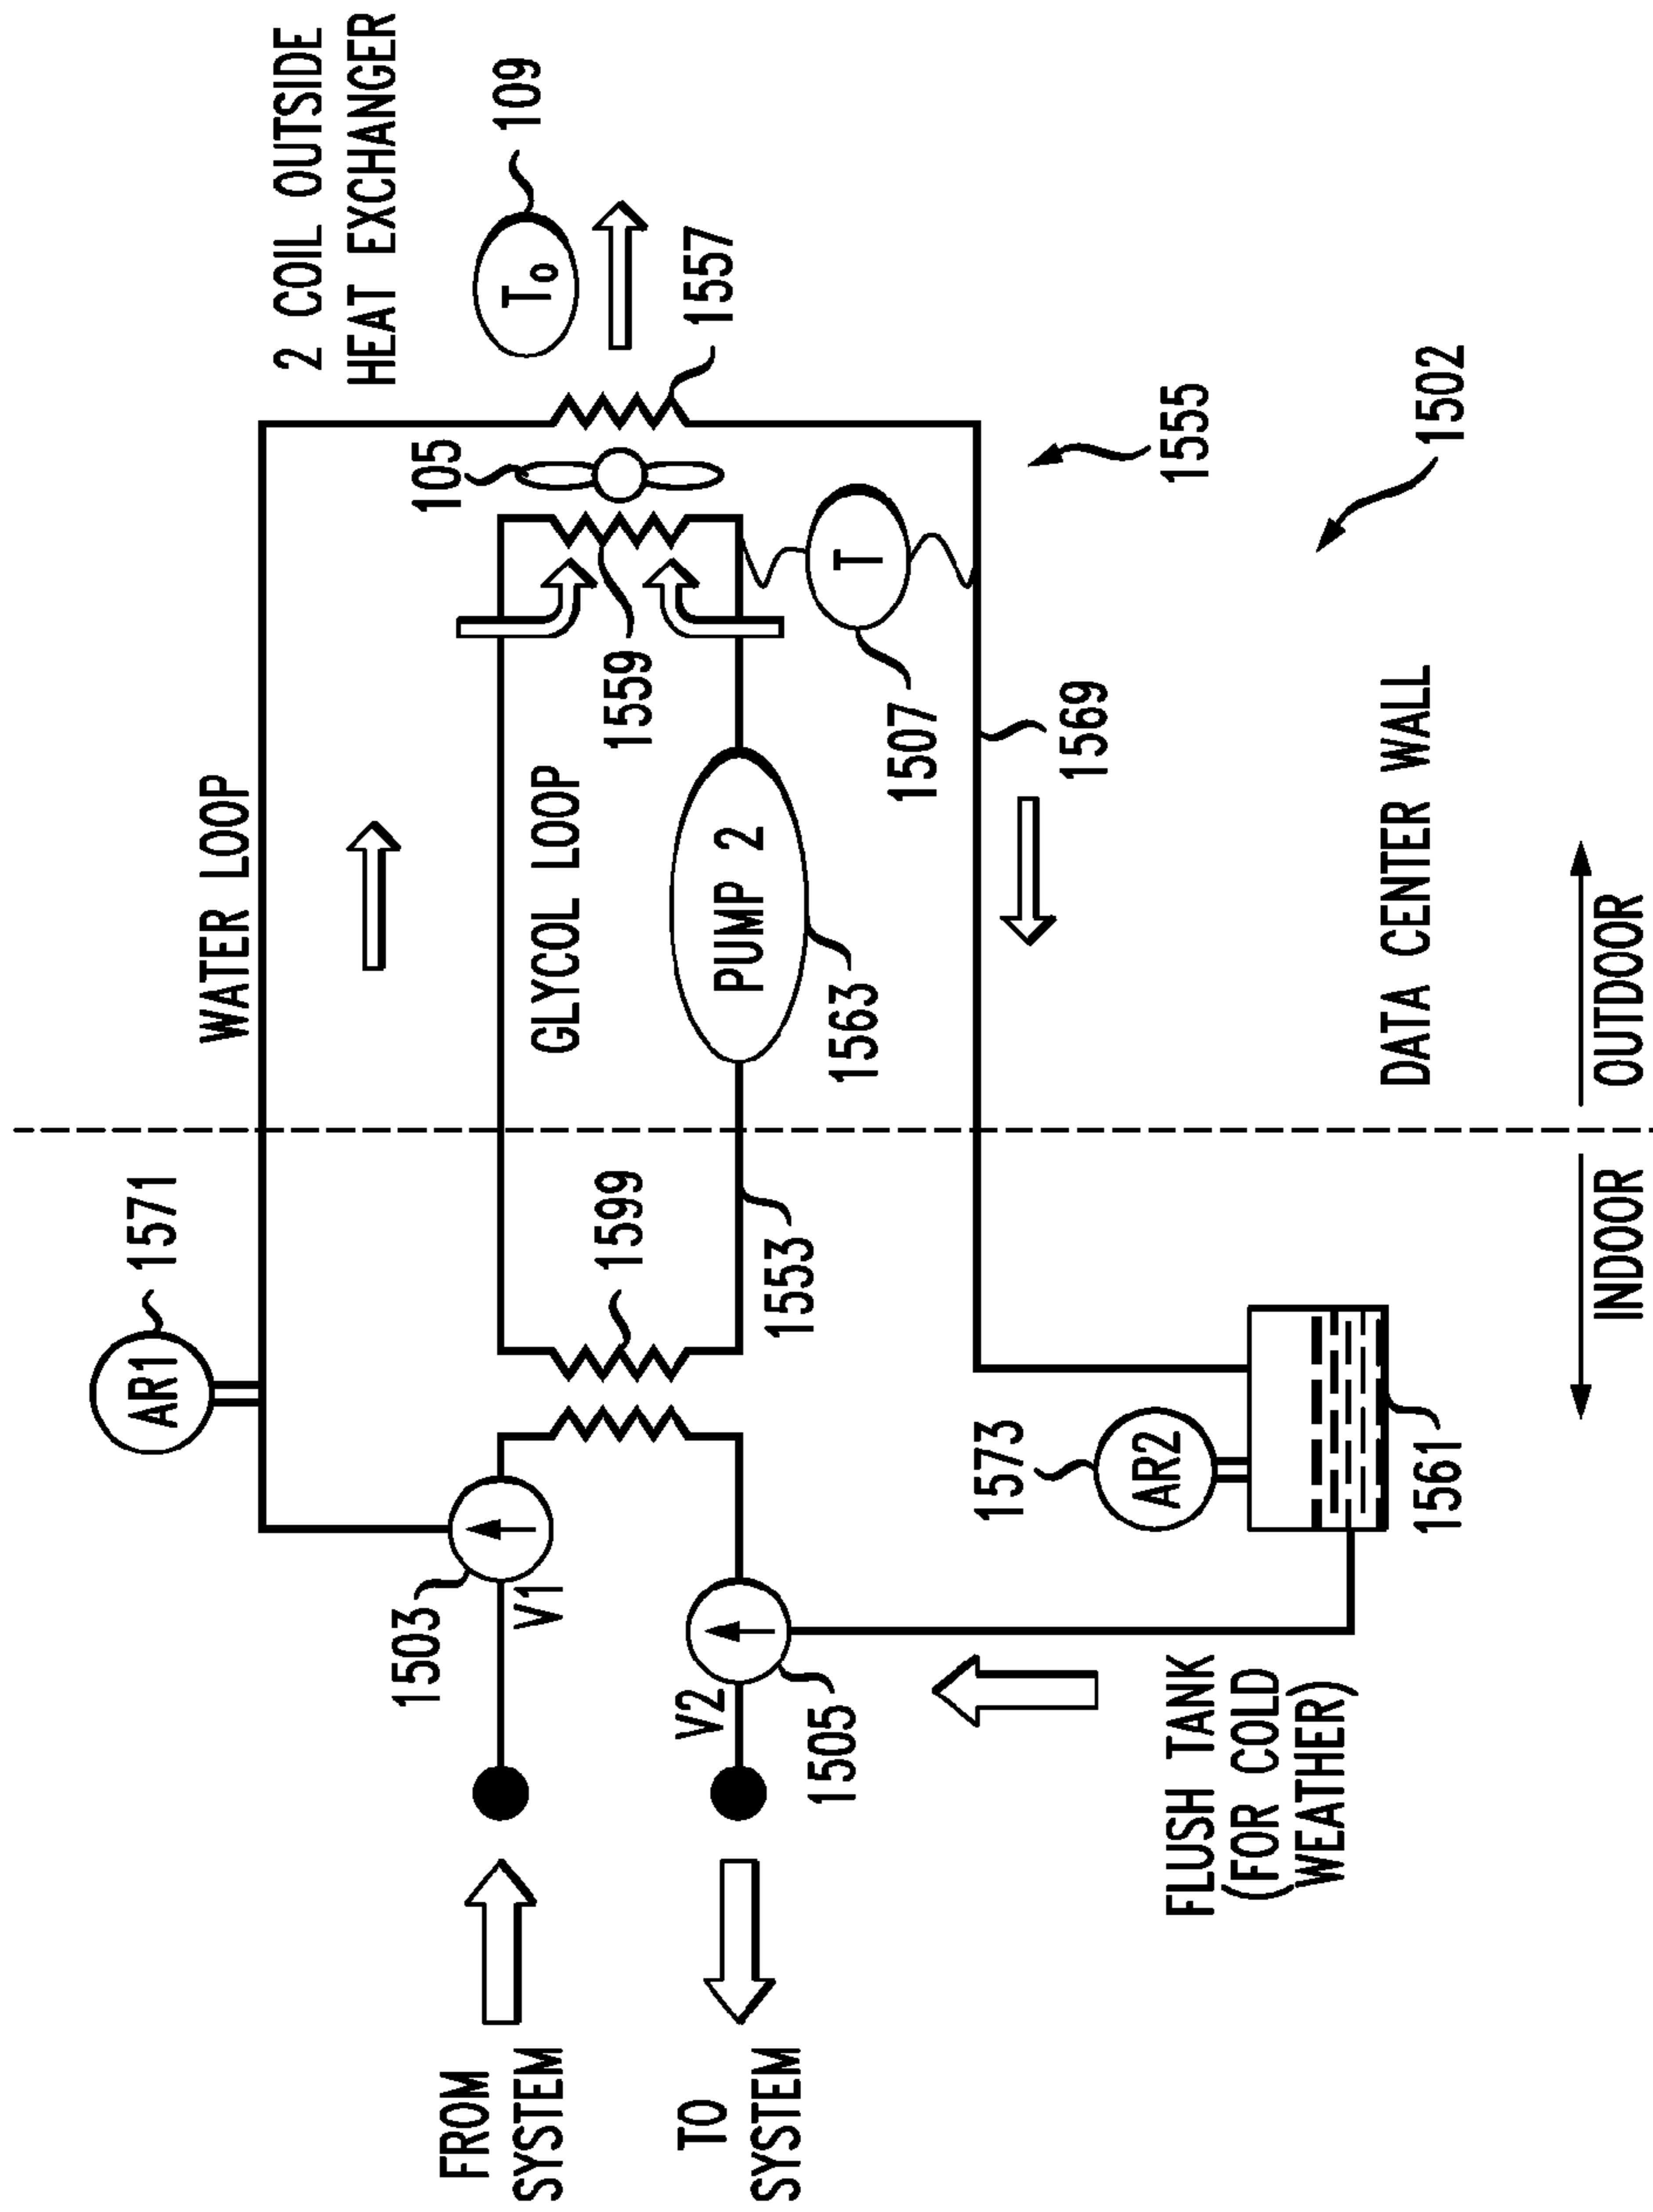 2 COIL OUTSIDE
HEAT EXCHANGER
WATER LOOP
AR1
1571
105
T0
109
1503
V1
GLYCOL LOOP
1559
1599
PUMP 2
1557
FROM
SYSTEM
V2
1553
1563
T
1507
TO
SYSTEM
1505
1573
AR2
1569
1555
FLUSH TANK
(FOR COLD
WEATHER)
1561
DATA CENTER WALL
1502
INDOOR
OUTDOOR